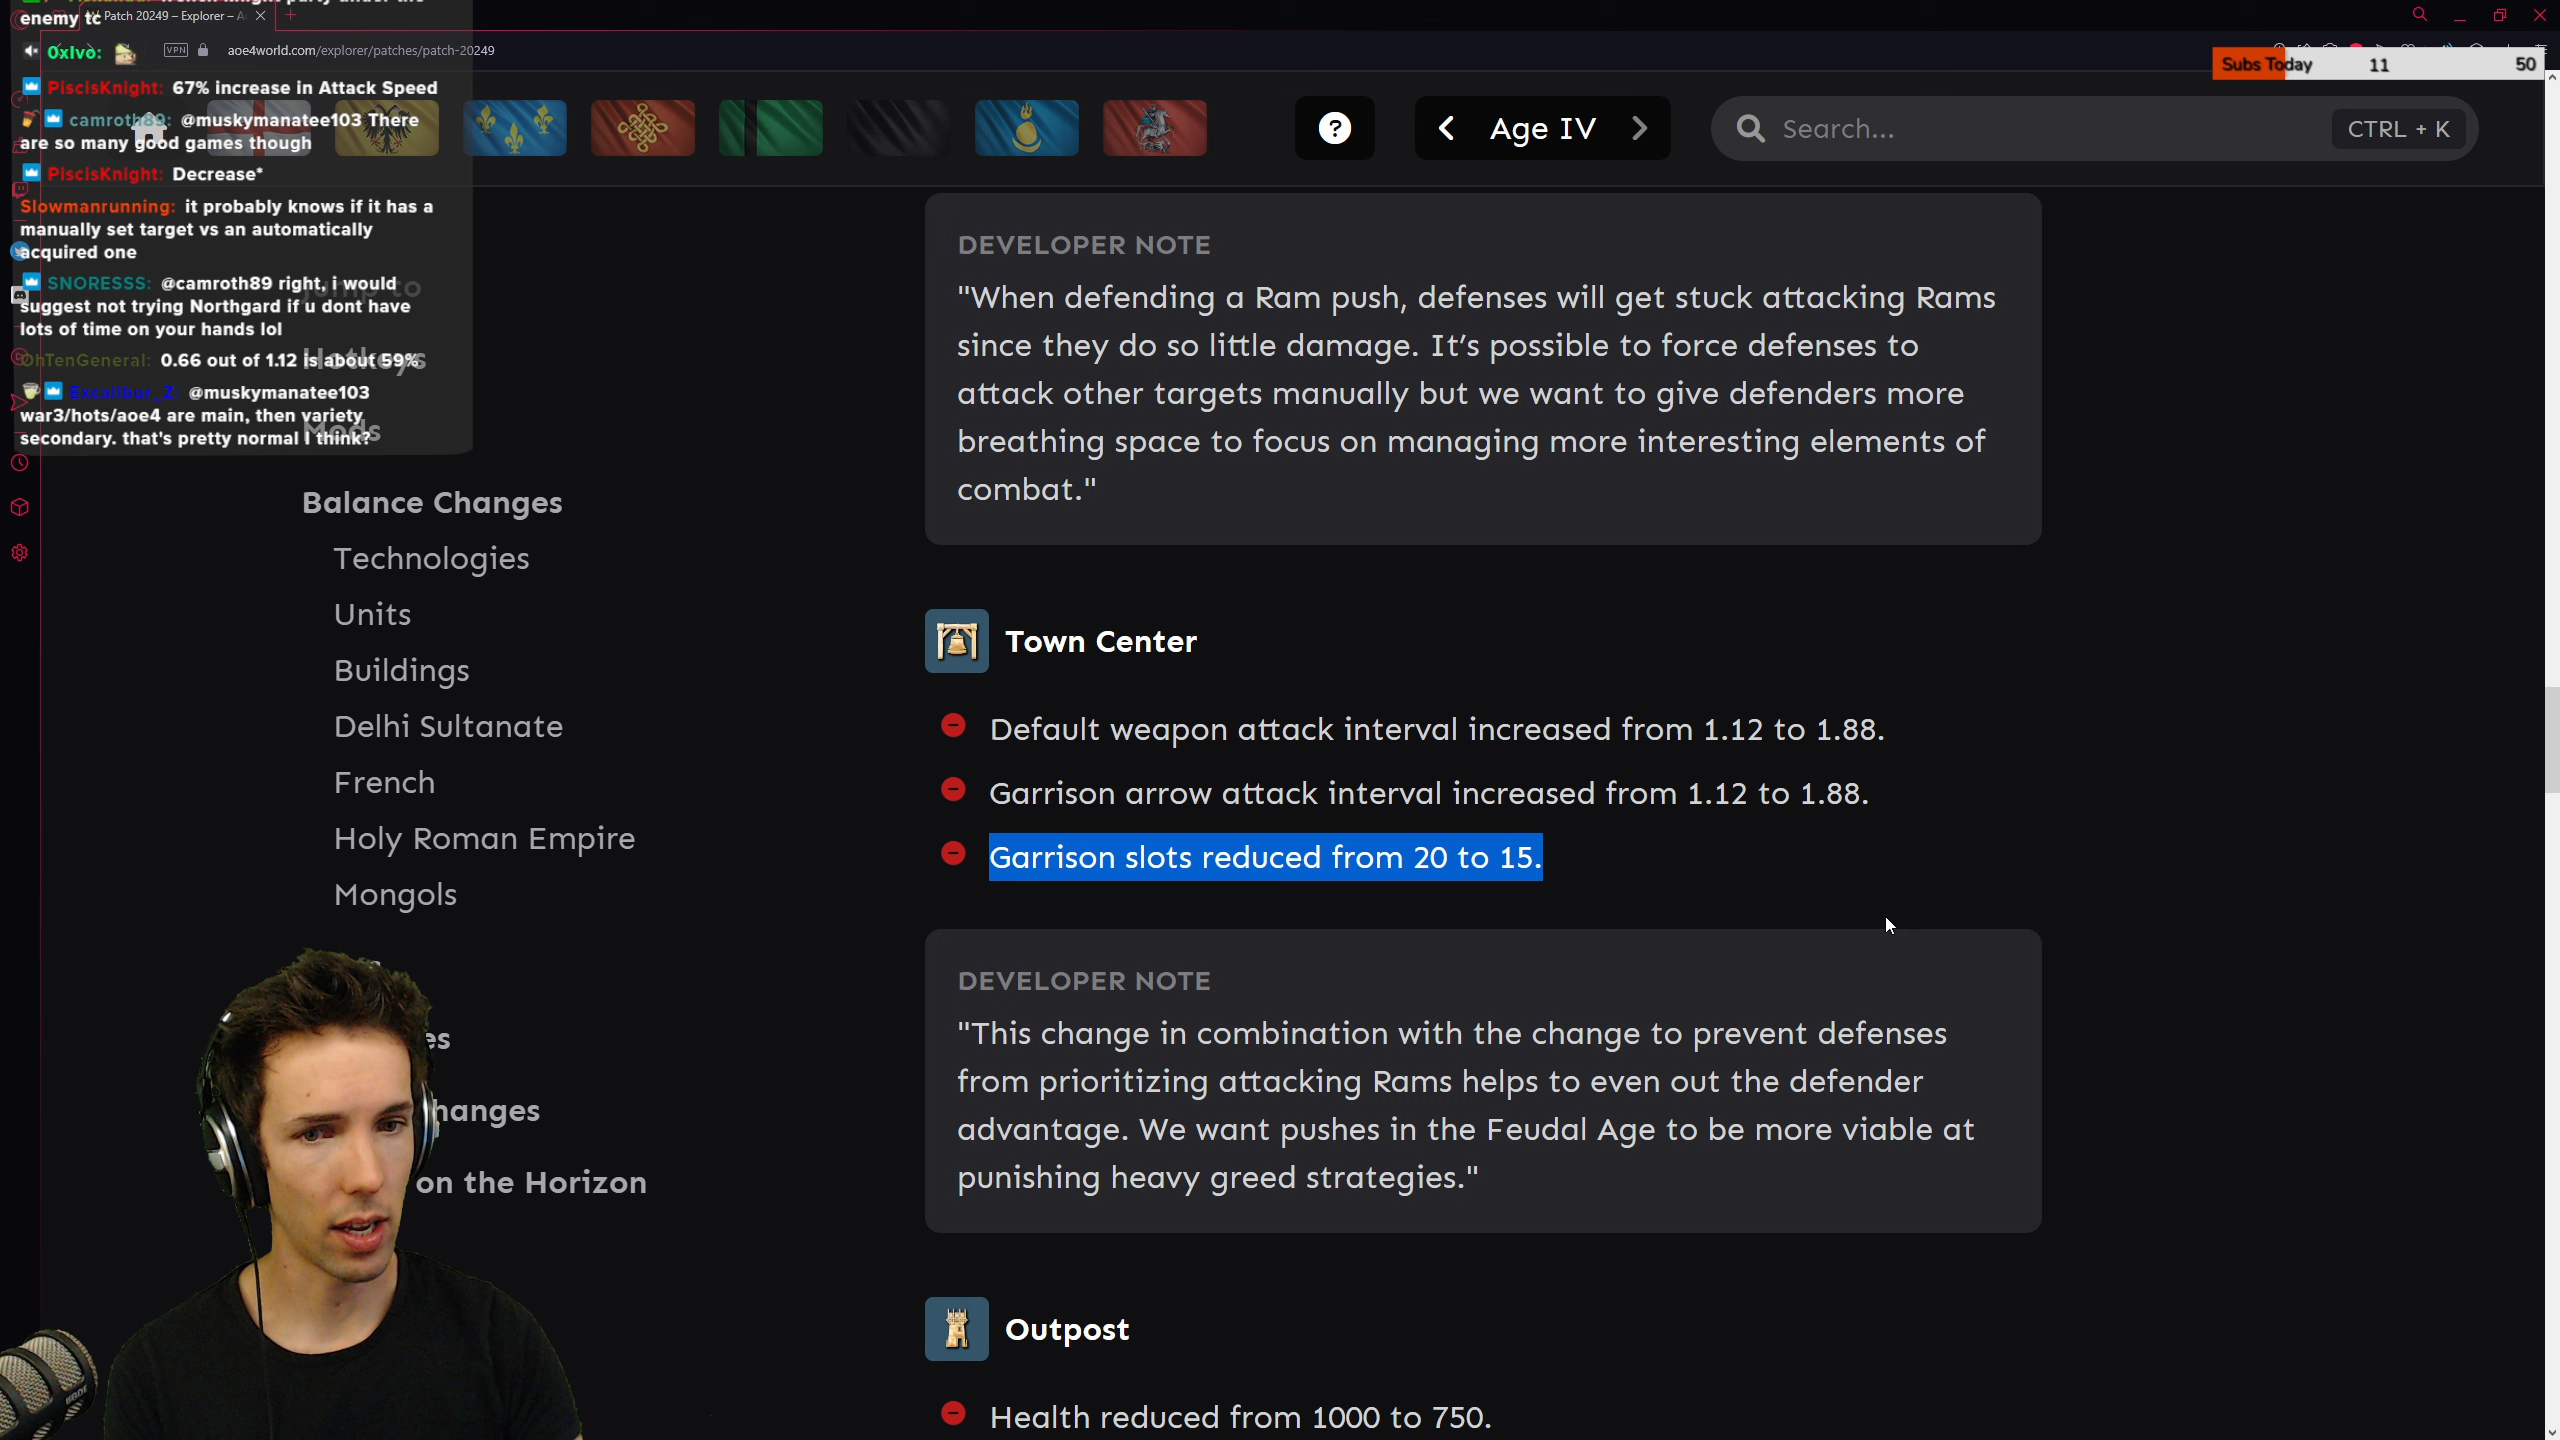 enemy tc
Patch 20249 – Explorer – A
0xIvo:
VPN
aoe4world.com/explorer/patches/patch-20249
Subs Today 11 50
PiscisKnight: 67% increase in Attack Speed
camroth89: @muskymanatee103 There
are so many good games though
PiscisKnight: Decrease*
Slowmanrunning: it probably knows if it has a
manually set target vs an automatically
acquired one
SNORESSS: @camroth89 right, i would
suggest not trying Northgard if u dont have
lots of time on your hands lol
OhTenGeneral: 0.66 out of 1.12 is about 59%
Excalibur_Z: @muskymanatee103
war3/hots/aoe4 are main, then variety
secondary. that's pretty normal I think?
?
Age IV
Search...
CTRL + K
Jump to
Hotkeys
Mods
Balance Changes
Technologies
Units
Buildings
Delhi Sultanate
French
Holy Roman Empire
Mongols
es
hanges
on the Horizon
DEVELOPER NOTE
"When defending a Ram push, defenses will get stuck attacking Rams
since they do so little damage. It’s possible to force defenses to
attack other targets manually but we want to give defenders more
breathing space to focus on managing more interesting elements of
combat."
Town Center
Default weapon attack interval increased from 1.12 to 1.88.
Garrison arrow attack interval increased from 1.12 to 1.88.
Garrison slots reduced from 20 to 15.
DEVELOPER NOTE
"This change in combination with the change to prevent defenses
from prioritizing attacking Rams helps to even out the defender
advantage. We want pushes in the Feudal Age to be more viable at
punishing heavy greed strategies."
Outpost
Health reduced from 1000 to 750.
RODE